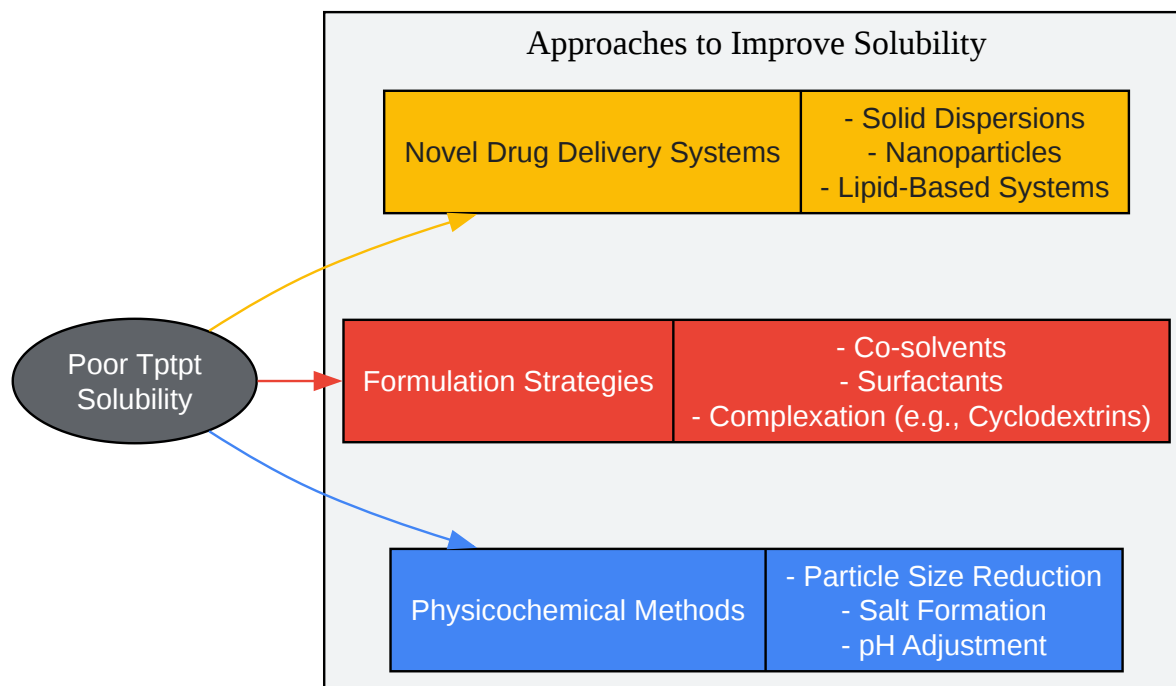 Approaches to Improve Solubility
Novel Drug Delivery Systems
- Solid Dispersions
- Nanoparticles
- Lipid-Based Systems
Poor Tptpt
Solubility
Formulation Strategies
- Co-solvents
- Surfactants
- Complexation (e.g., Cyclodextrins)
Physicochemical Methods
- Particle Size Reduction
- Salt Formation
- pH Adjustment